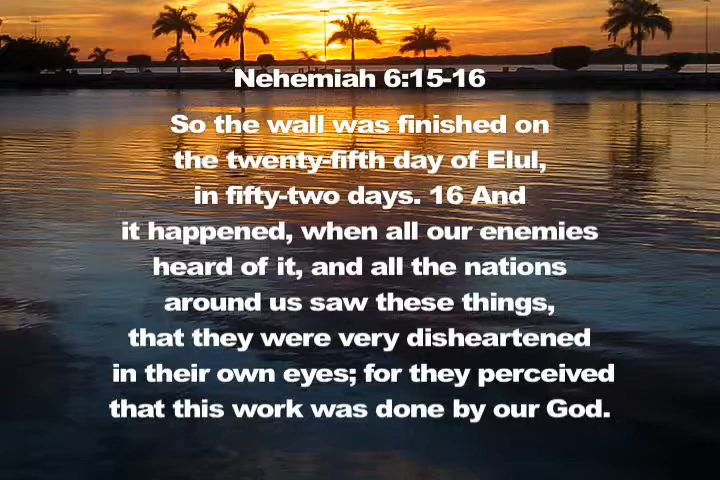 Nehemiah 6:15-16
So the wall was finished on
the twenty-fifth day of Elul,
in fifty-two days. 16 And
it happened, when all our enemies
heard of it, and all the nations
around us saw these things,
that they were very disheartened
in their own eyes; for they perceived
that this work was done by our God.